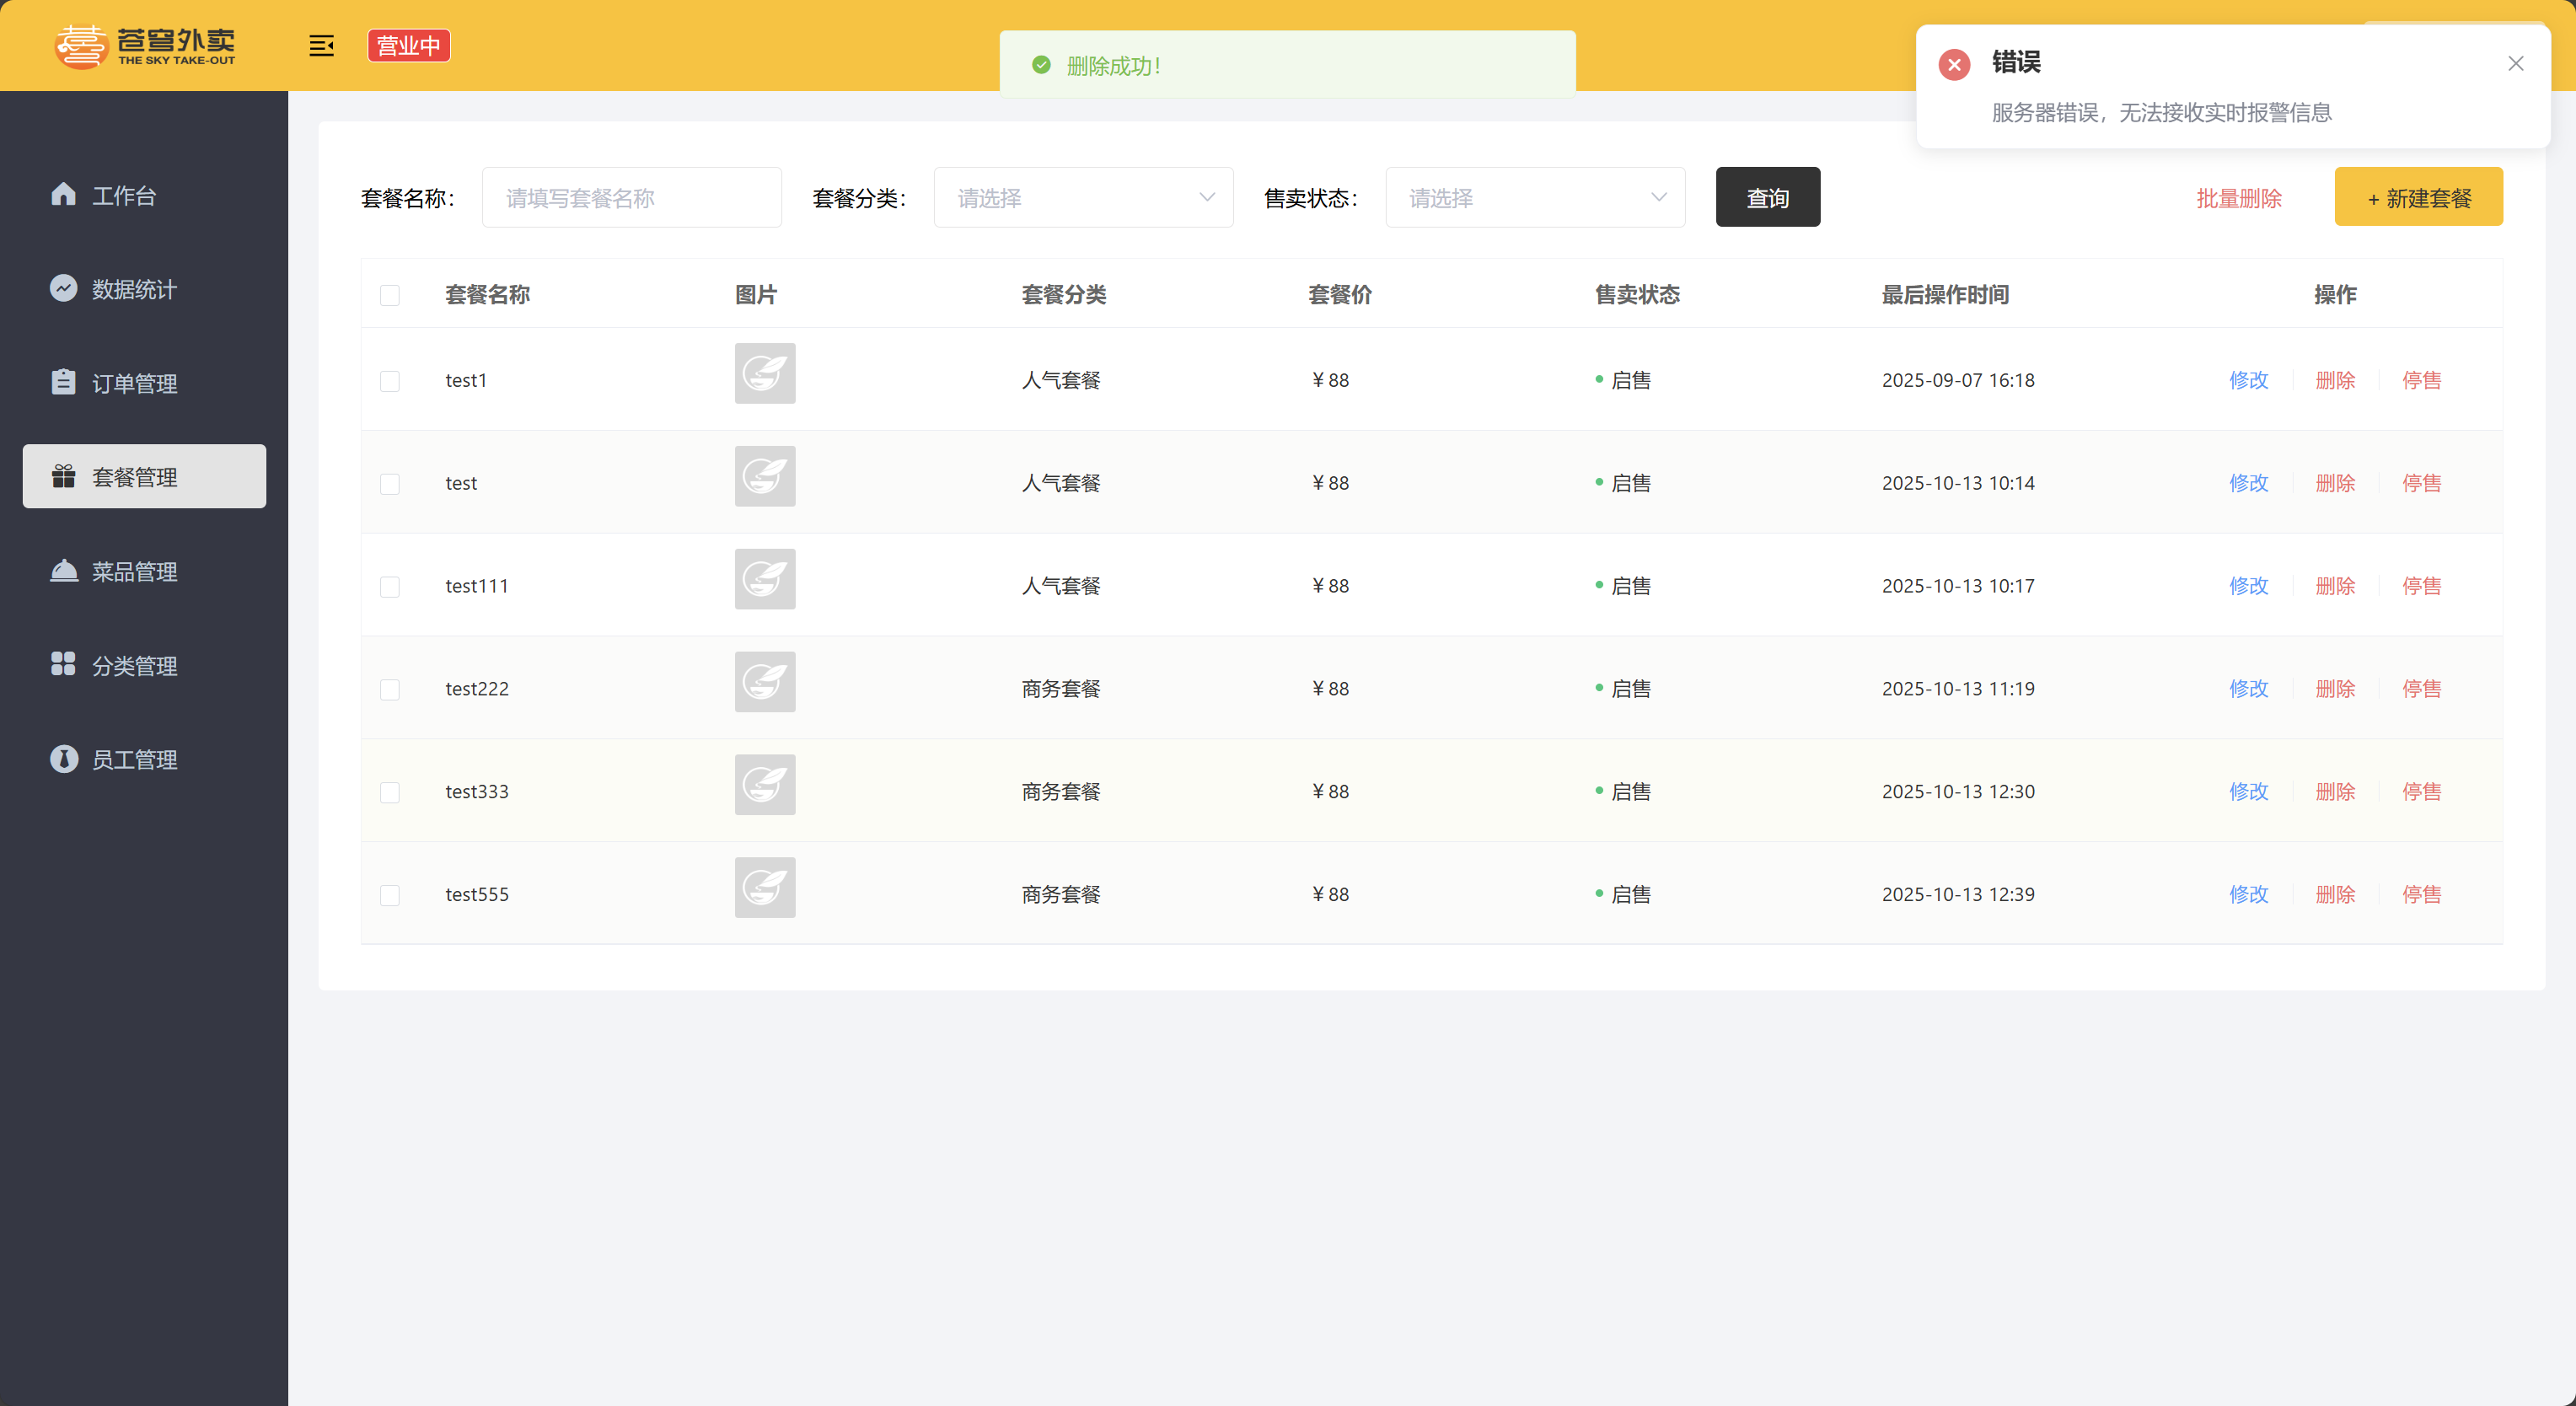 苍穹外卖
THE SKY TAKE-OUT
营业中
删除成功！
错误
服务器错误，无法接收实时报警信息
工作台
数据统计
订单管理
套餐管理
菜品管理
分类管理
员工管理
套餐名称： 请填写套餐名称 套餐分类： 请选择 售卖状态： 请选择 查询 批量删除 + 新建套餐
套餐名称 图片 套餐分类 套餐价 售卖状态 最后操作时间 操作
test1 人气套餐 ￥88 启售 2025-09-07 16:18 修改 删除 停售
test 人气套餐 ￥88 启售 2025-10-13 10:14 修改 删除 停售
test111 人气套餐 ￥88 启售 2025-10-13 10:17 修改 删除 停售
test222 商务套餐 ￥88 启售 2025-10-13 11:19 修改 删除 停售
test333 商务套餐 ￥88 启售 2025-10-13 12:30 修改 删除 停售
test555 商务套餐 ￥88 启售 2025-10-13 12:39 修改 删除 停售